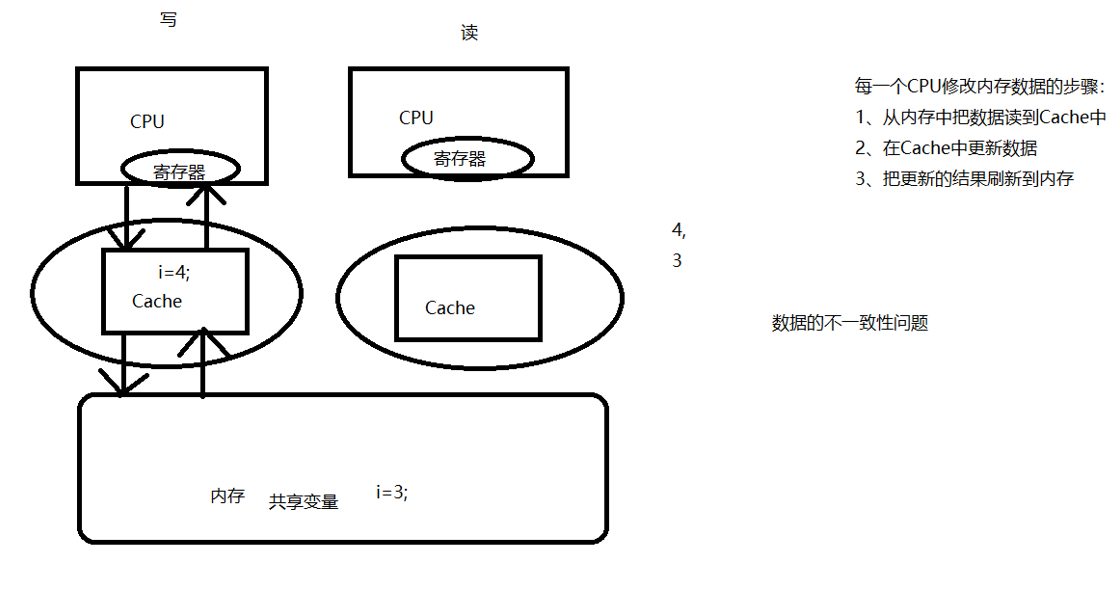 写
读
CPU
寄存器
CPU
寄存器
每一个CPU修改内存数据的步骤：
1、从内存中把数据读到Cache中
2、在Cache中更新数据
3、把更新的结果刷新到内存
i=4;
Cache
Cache
4,
3
数据的不一致性问题
内存 共享变量 i=3;